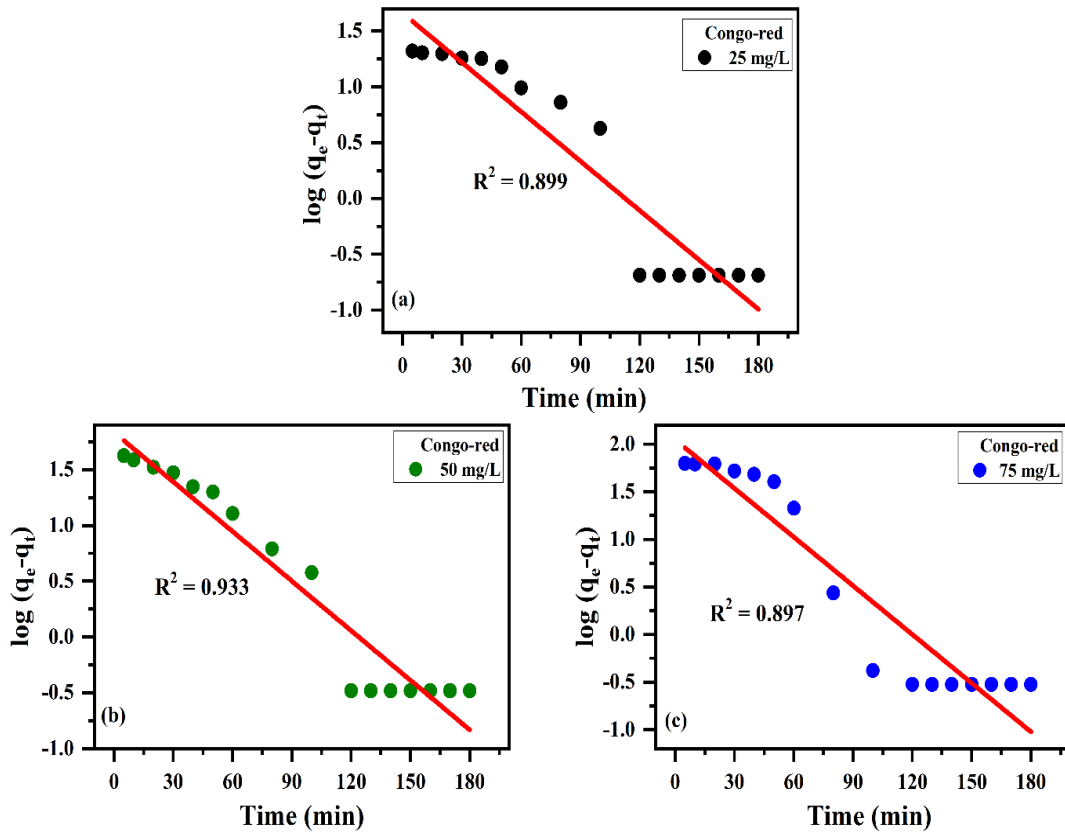 Congo-red
25 mg/L
log (qₑ-qₜ)
1.5
1.0
0.5
0.0
-0.5
-1.0
R² = 0.899
(a)
0 30 60 90 120 150 180
Time (min)
Congo-red
50 mg/L
log (qₑ-qₜ)
1.5
1.0
0.5
0.0
-0.5
-1.0
R² = 0.933
(b)
0 30 60 90 120 150 180
Time (min)
Congo-red
75 mg/L
log (qₑ-qₜ)
2.0
1.5
1.0
0.5
0.0
-0.5
-1.0
R² = 0.897
(c)
0 30 60 90 120 150 180
Time (min)